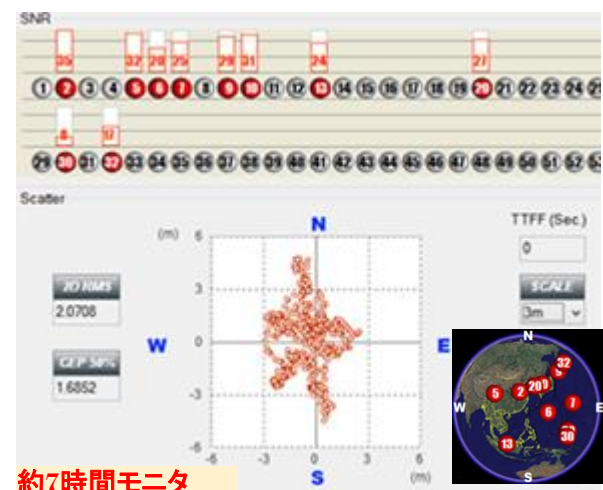 SNR
35 32 20 25 29 31 24 27
1 2 3 4 5 6 7 8 9 10 11 12 13 14 15 16 17 18 19 20 21 22 23 24 25
8 17
29 30 31 32 33 34 35 36 37 38 39 40 41 42 43 44 45 46 47 48 49 50 51 52 53
Scatter
TTFF (Sec.)
0
N
(m)
6
3
0
-3
-6
-6 -3 0 3 6
(m)
W
E
S
2D RMS
2.0708
CEP 50%
1.6852
SCALE
3m
N
32
9
5 2 20 9
7
6
30
13
W
E
S
約7時間モニタ